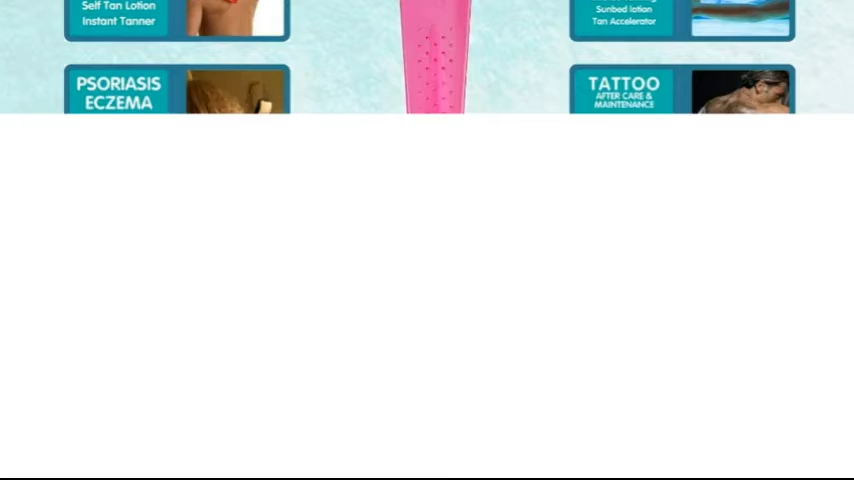 Self Tan Lotion
Instant Tanner
Sunbed lotion
Tan Accelerator
PSORIASIS
ECZEMA
TATTOO
AFTER CARE &
MAINTENANCE